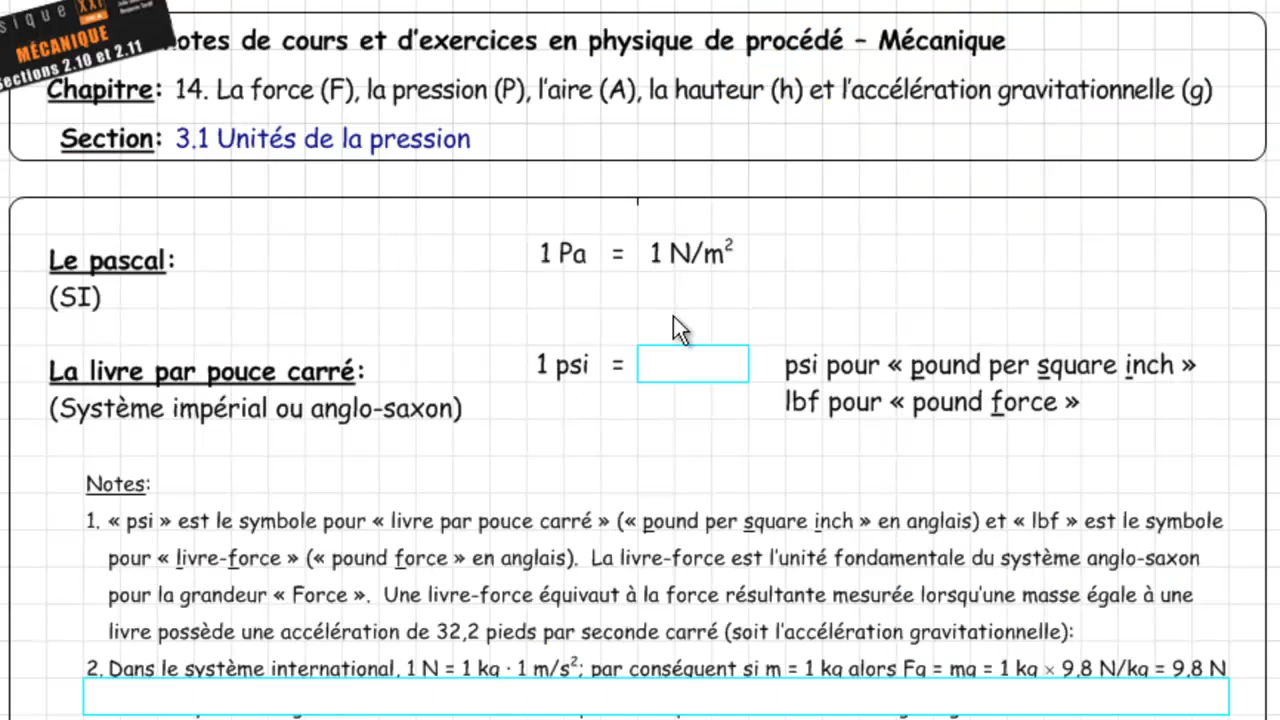 sique XXI
MÉCANIQUE
Sections 2.10 et 2.11
notes de cours et d'exercices en physique de procédé – Mécanique
Chapitre: 14. La force (F), la pression (P), l'aire (A), la hauteur (h) et l'accélération gravitationnelle (g)
Section: 3.1 Unités de la pression
Le pascal: 1 Pa = 1 N/m²
(SI)
La livre par pouce carré: 1 psi = psi pour « pound per square inch »
(Système impérial ou anglo-saxon) lbf pour « pound force »
Notes:
1. « psi » est le symbole pour « livre par pouce carré » (« pound per square inch » en anglais) et « lbf » est le symbole
pour « livre-force » (« pound force » en anglais). La livre-force est l'unité fondamentale du système anglo-saxon
pour la grandeur « Force ». Une livre-force équivaut à la force résultante mesurée lorsqu'une masse égale à une
livre possède une accélération de 32,2 pieds par seconde carré (soit l'accélération gravitationnelle):
2. Dans le système international, 1 N = 1 kg · 1 m/s²; par conséquent si m = 1 kg alors Fg = mg = 1 kg × 9,8 N/kg = 9,8 N